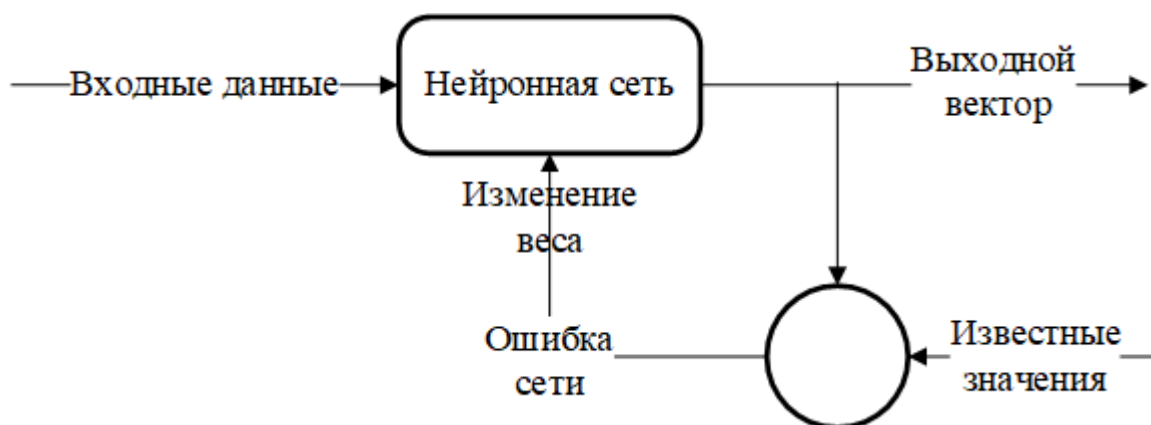 Входные данные
Нейронная сеть
Выходной
вектор
Изменение
веса
Ошибка
сети
Известные
значения